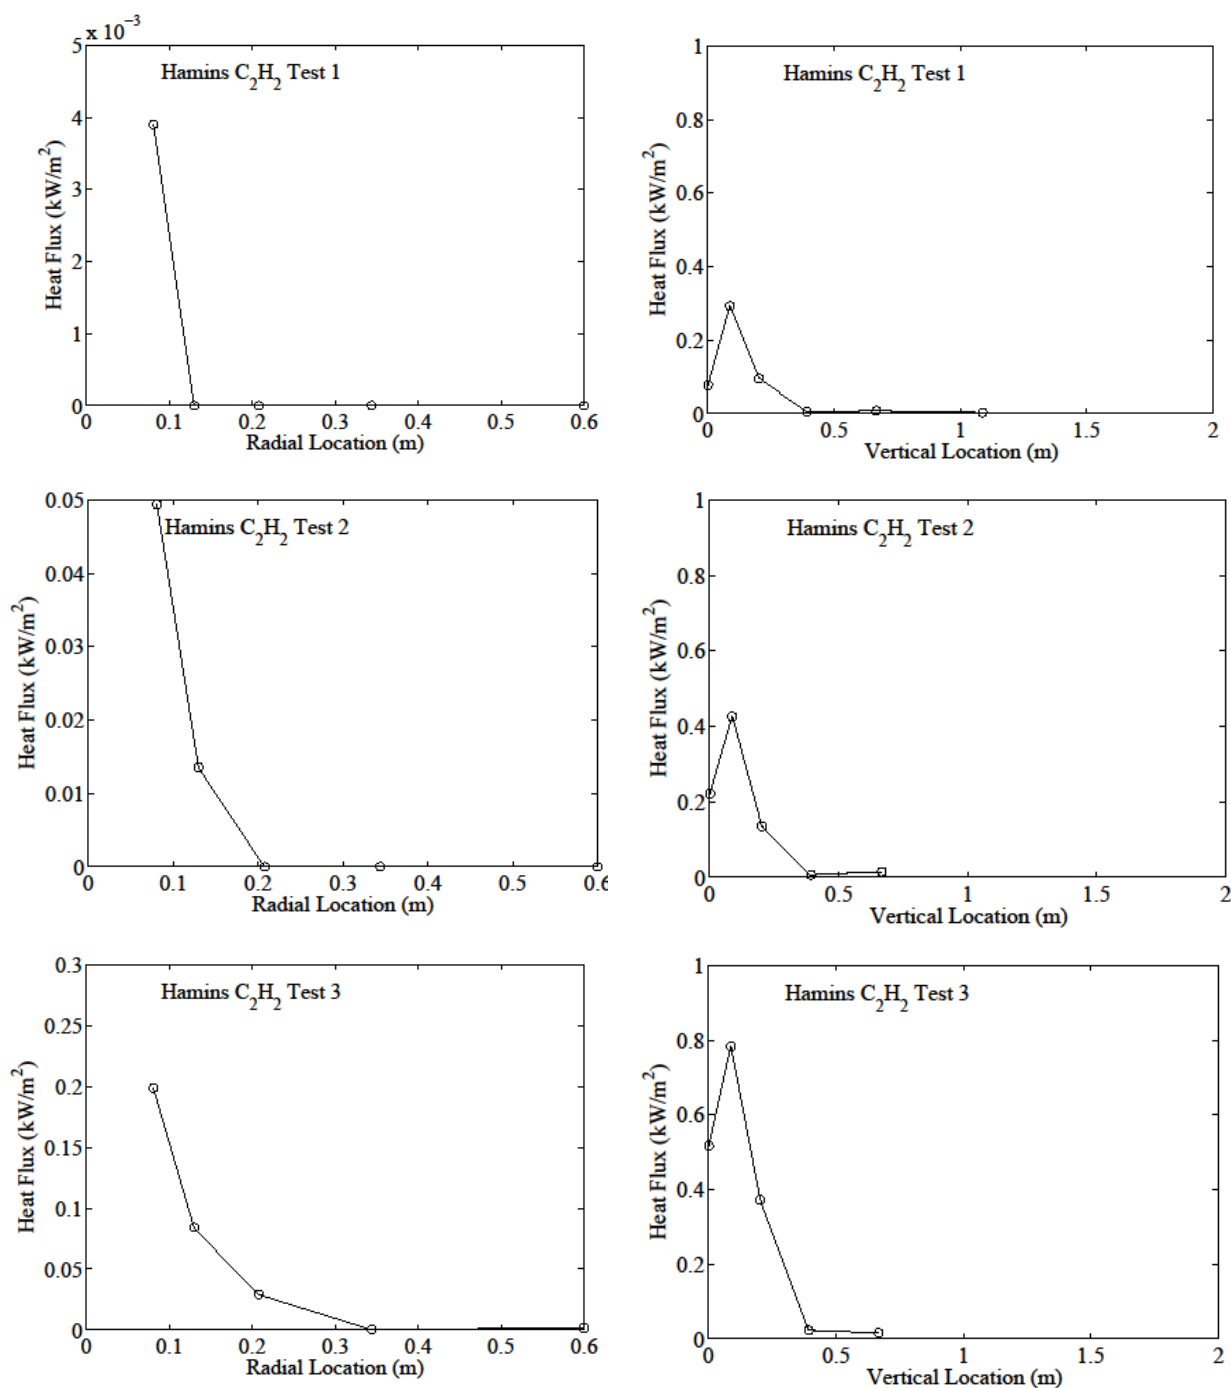 x 10⁻³
5
4
3
2
1
0
Heat Flux (kW/m²)
Hamins C₂H₂ Test 1
0 0.1 0.2 0.3 0.4 0.5 0.6
Radial Location (m)
1
0.8
0.6
0.4
0.2
0
Heat Flux (kW/m²)
Hamins C₂H₂ Test 1
0 0.5 1 1.5 2
Vertical Location (m)
0.05
0.04
0.03
0.02
0.01
0
Heat Flux (kW/m²)
Hamins C₂H₂ Test 2
0 0.1 0.2 0.3 0.4 0.5 0.6
Radial Location (m)
1
0.8
0.6
0.4
0.2
0
Heat Flux (kW/m²)
Hamins C₂H₂ Test 2
0 0.5 1 1.5 2
Vertical Location (m)
0.3
0.25
0.2
0.15
0.1
0.05
0
Heat Flux (kW/m²)
Hamins C₂H₂ Test 3
0 0.1 0.2 0.3 0.4 0.5 0.6
Radial Location (m)
1
0.8
0.6
0.4
0.2
0
Heat Flux (kW/m²)
Hamins C₂H₂ Test 3
0 0.5 1 1.5 2
Vertical Location (m)